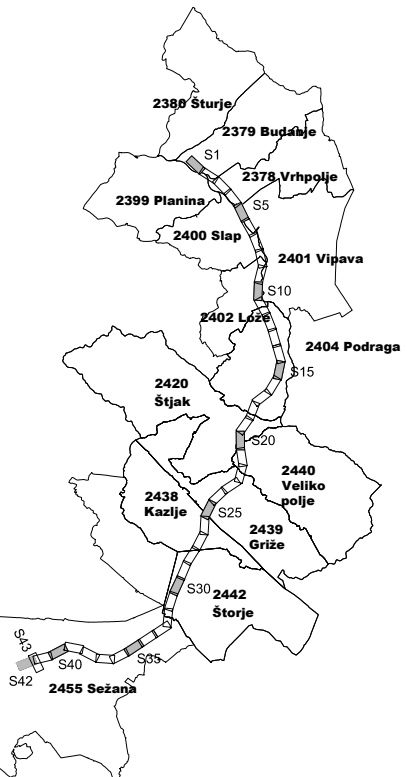 2380 Šturje
2379 Budanje
S1
2378 Vrhpolje
2399 Planina
S5
2400 Slap
2401 Vipava
S10
2402 Lože
2404 Podraga
S15
2420
Štjak
S20
2440
Veliko
polje
2438
Kazlje
S25
2439
Griže
S30
2442
Štorje
S43
S42
S40
S35
2455 Sežana